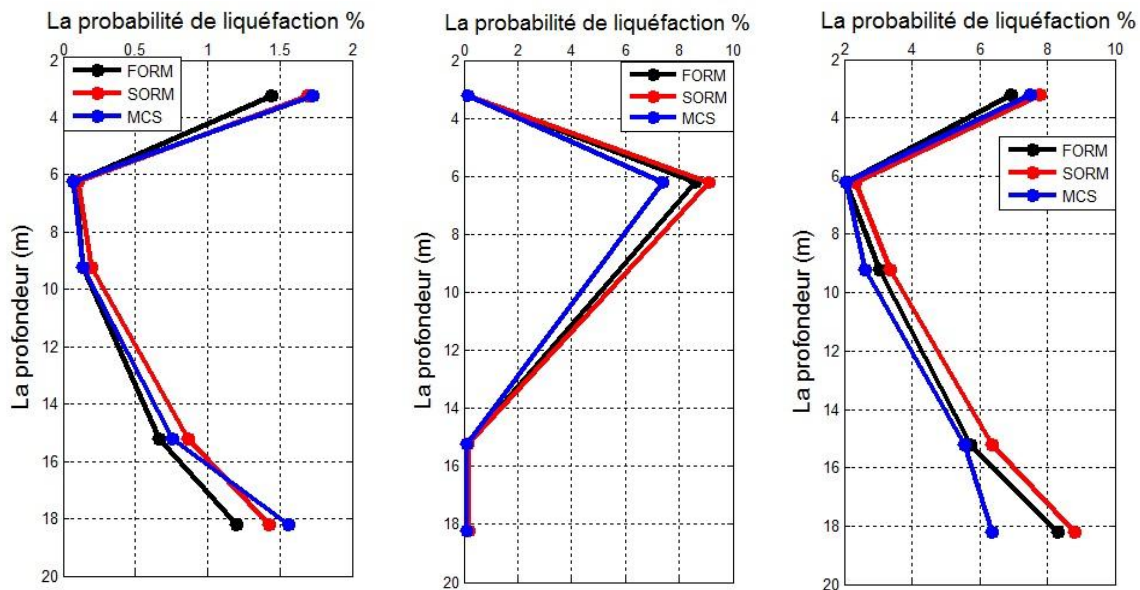 La probabilité de liquéfaction %
0 0.5 1 1.5 2
2
4
6
8
10
12
14
16
18
20
La profondeur (m)
FORM
SORM
MCS
La probabilité de liquéfaction %
0 2 4 6 8 10
2
4
6
8
10
12
14
16
18
20
La profondeur (m)
FORM
SORM
MCS
La probabilité de liquéfaction %
2 4 6 8 10
2
4
6
8
10
12
14
16
18
20
La profondeur (m)
FORM
SORM
MCS